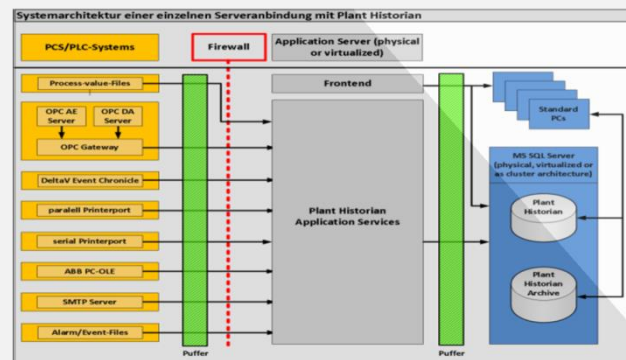 Systemarchitektur einer einzelnen Serveranbindung mit Plant Historian
PCS/PLC-Systems
Firewall
Application Server (physical
or virtualized)
Process-value-Files
OPC AE
Server
OPC DA
Server
OPC Gateway
DeltaV Event Chronicle
paralell Printerport
serial Printerport
ABB PC-OLE
SMTP Server
Alarm/Event-Files
Puffer
Frontend
Plant Historian
Application Services
Puffer
Standard
PCs
MS SQL Server
(physical, virtualized or
as cluster architecture)
Plant
Historian
Plant
Historian
Archive